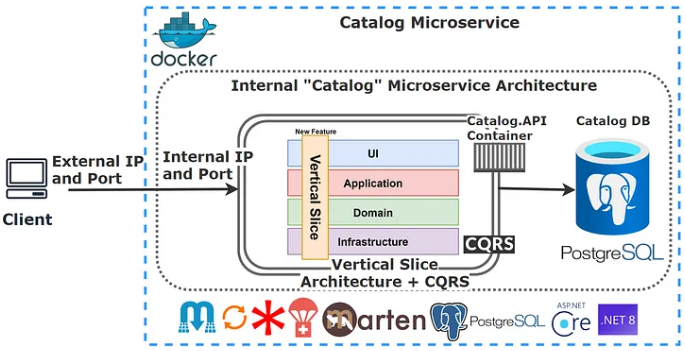 Catalog Microservice
docker
Internal "Catalog" Microservice Architecture
Catalog.API
Container
Catalog DB
New Feature
External IP
and Port
Internal IP
and Port
Client
Vertical Slice
UI
Application
Domain
Infrastructure
CQRS
PostgreSQL
Vertical Slice
Architecture + CQRS
marten
PostgreSQL
ASP.NET
Core
.NET 8